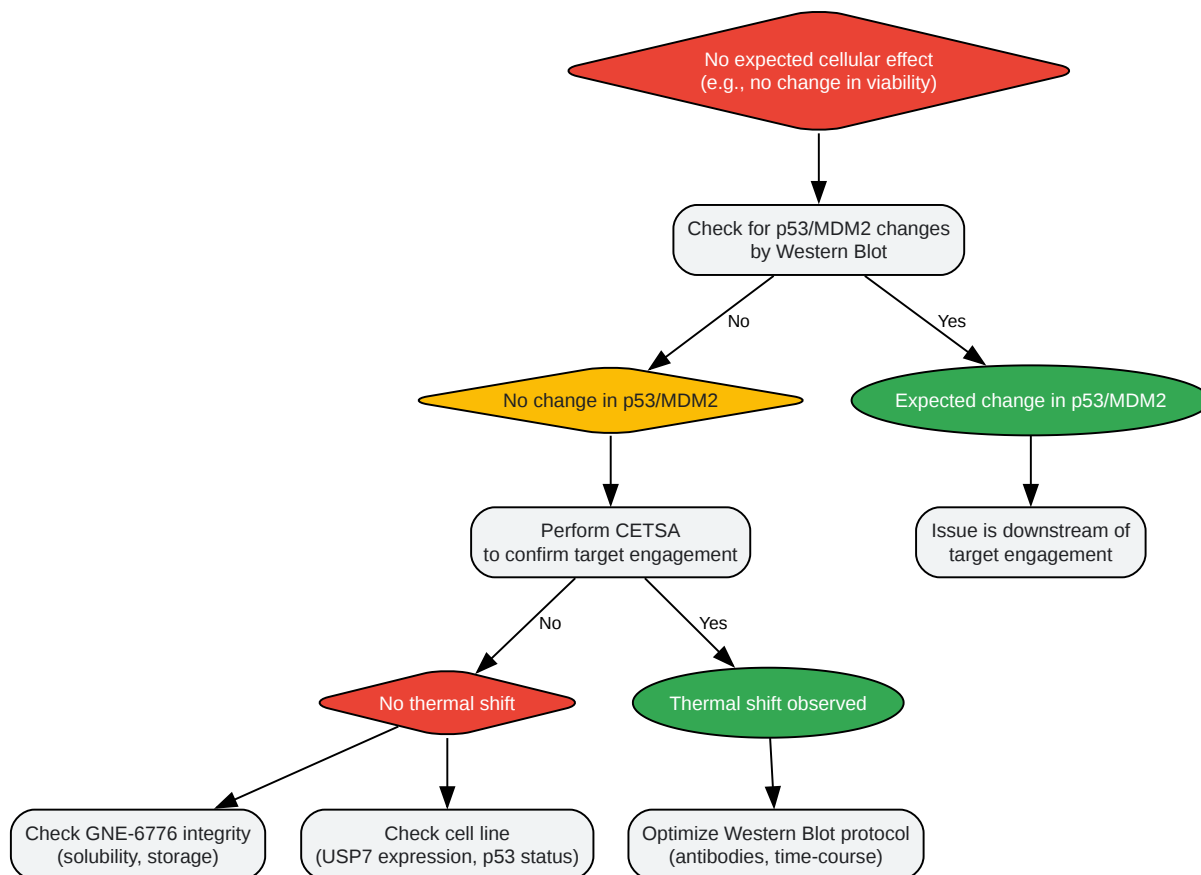 No expected cellular effect
(e.g., no change in viability)
Check for p53/MDM2 changes
by Western Blot
No
Yes
No change in p53/MDM2
Expected change in p53/MDM2
Perform CETSA
to confirm target engagement
Issue is downstream of
target engagement
No
Yes
No thermal shift
Thermal shift observed
Check GNE-6776 integrity
(solubility, storage)
Check cell line
(USP7 expression, p53 status)
Optimize Western Blot protocol
(antibodies, time-course)